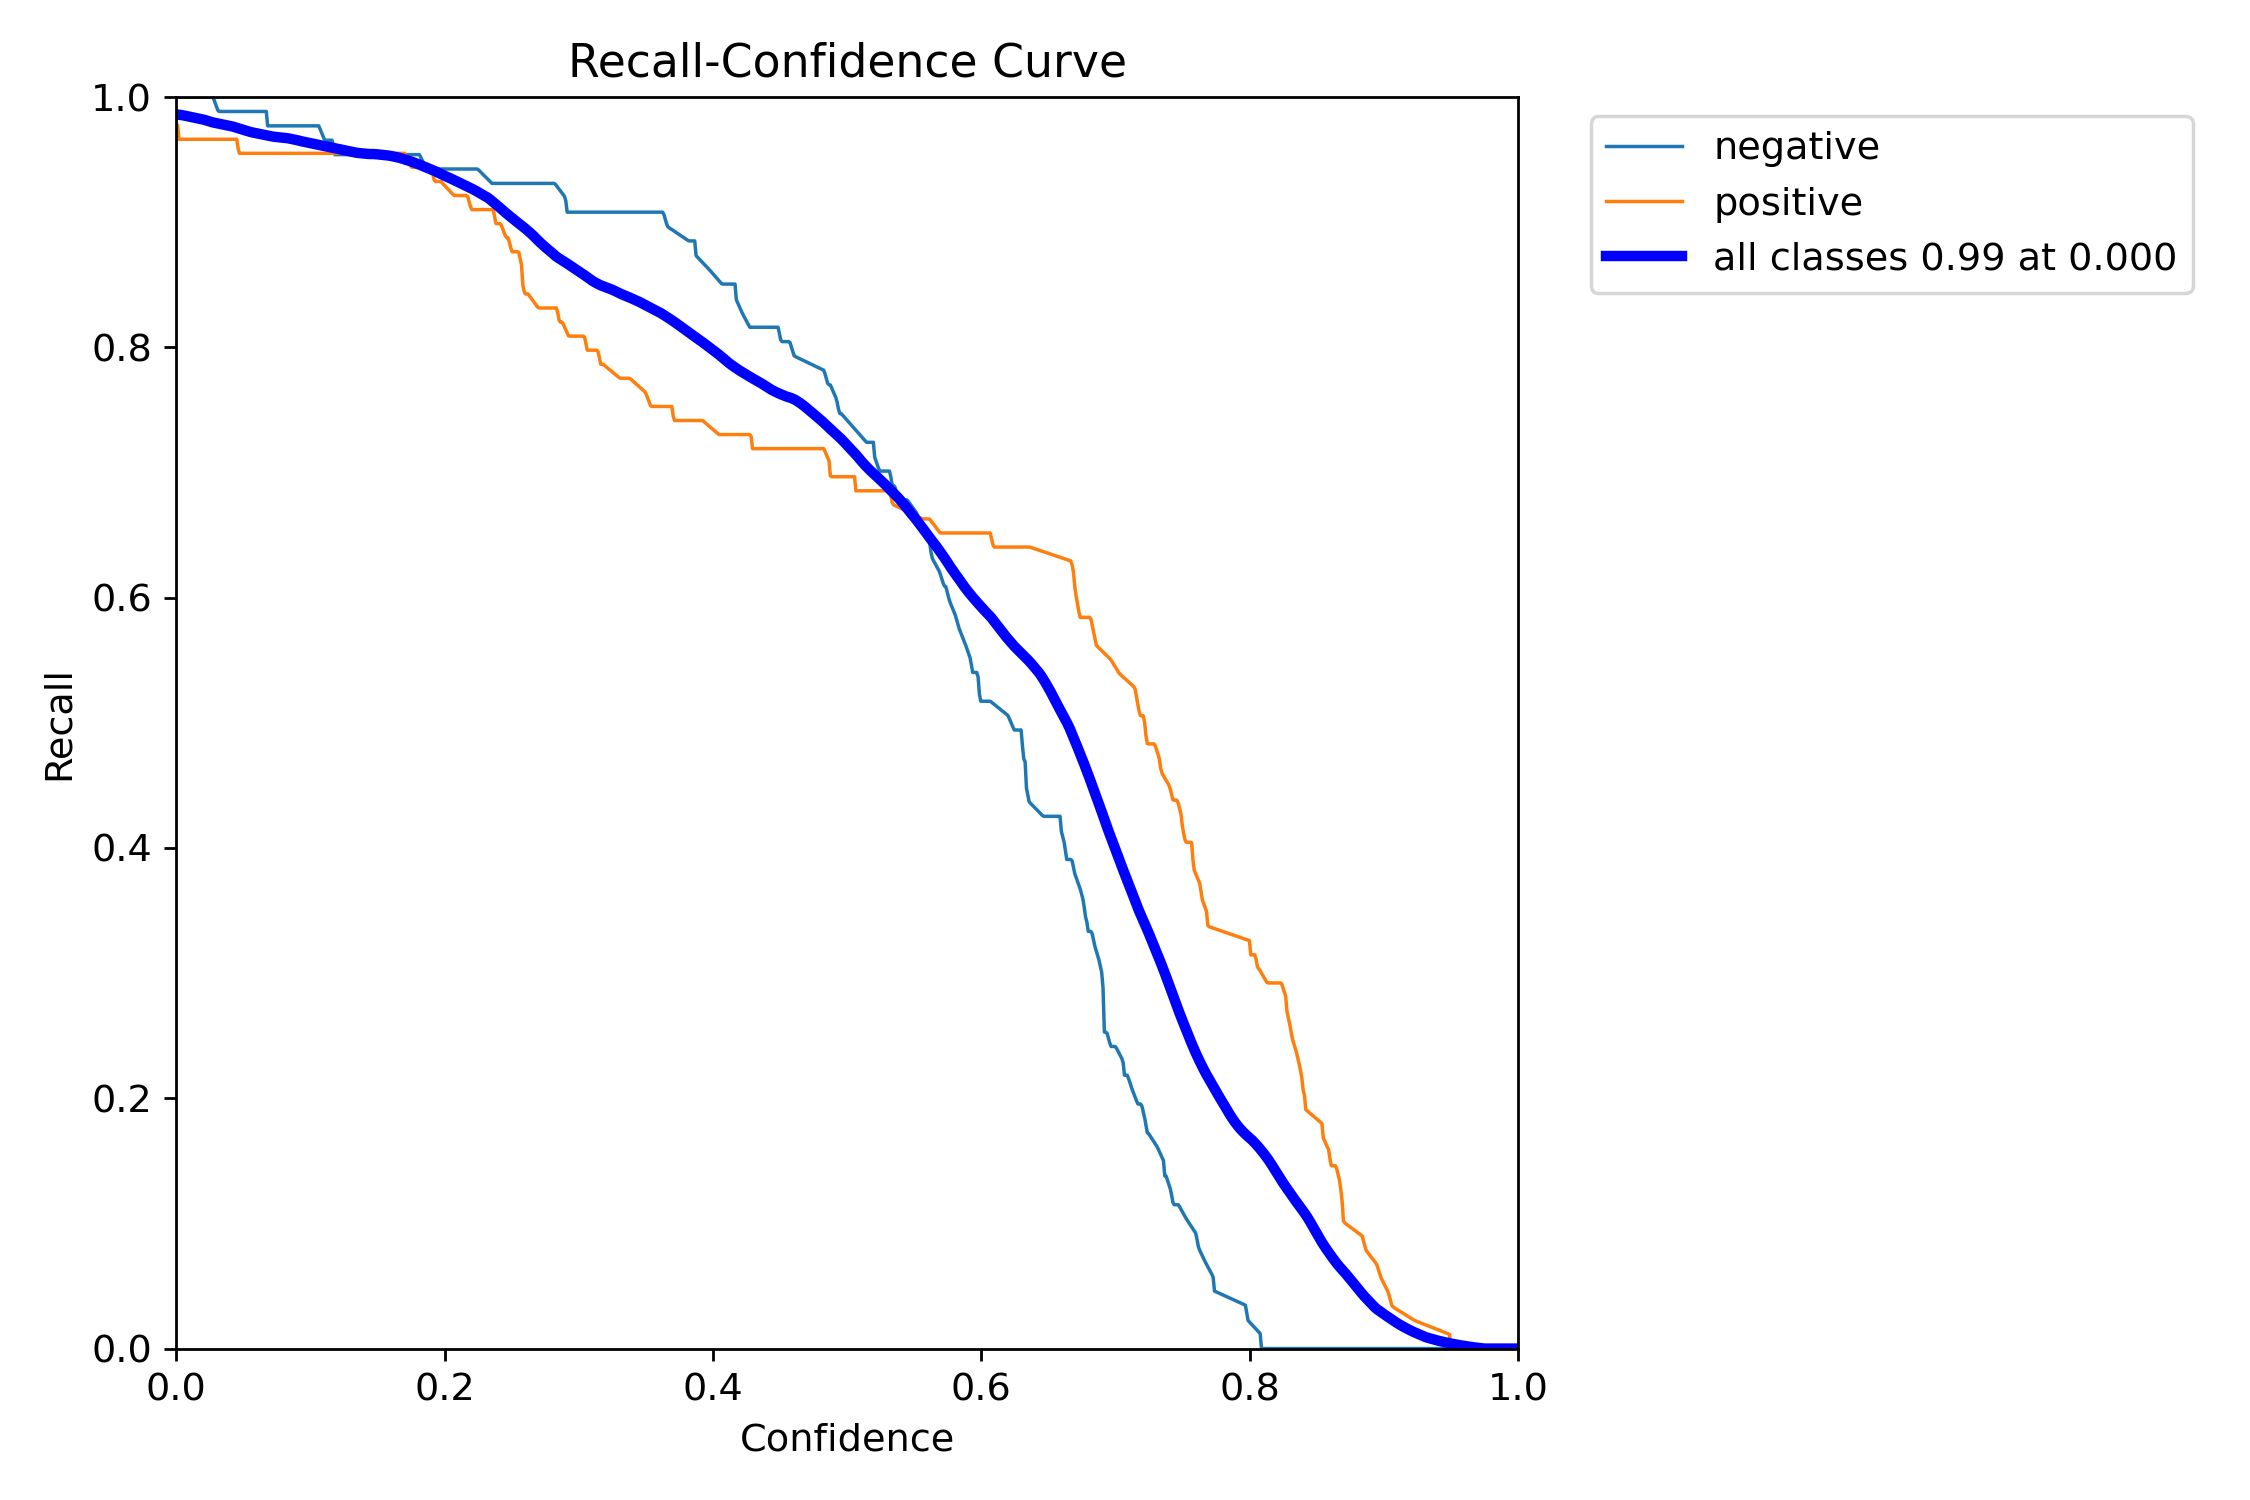 Recall-Confidence Curve
1.0
0.8
0.6
0.4
0.2
0.0
Recall
0.0 0.2 0.4 0.6 0.8 1.0
Confidence
negative
positive
all classes 0.99 at 0.000